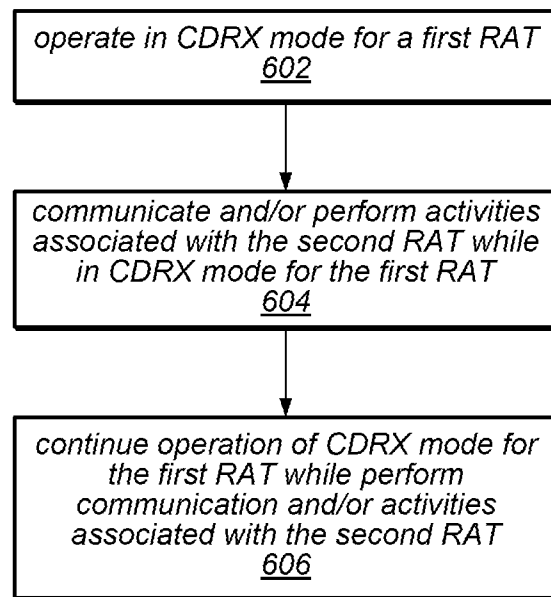 operate in CDRX mode for a first RAT
602
communicate and/or perform activities
associated with the second RAT while
in CDRX mode for the first RAT
604
continue operation of CDRX mode for
the first RAT while perform
communication and/or activities
associated with the second RAT
606